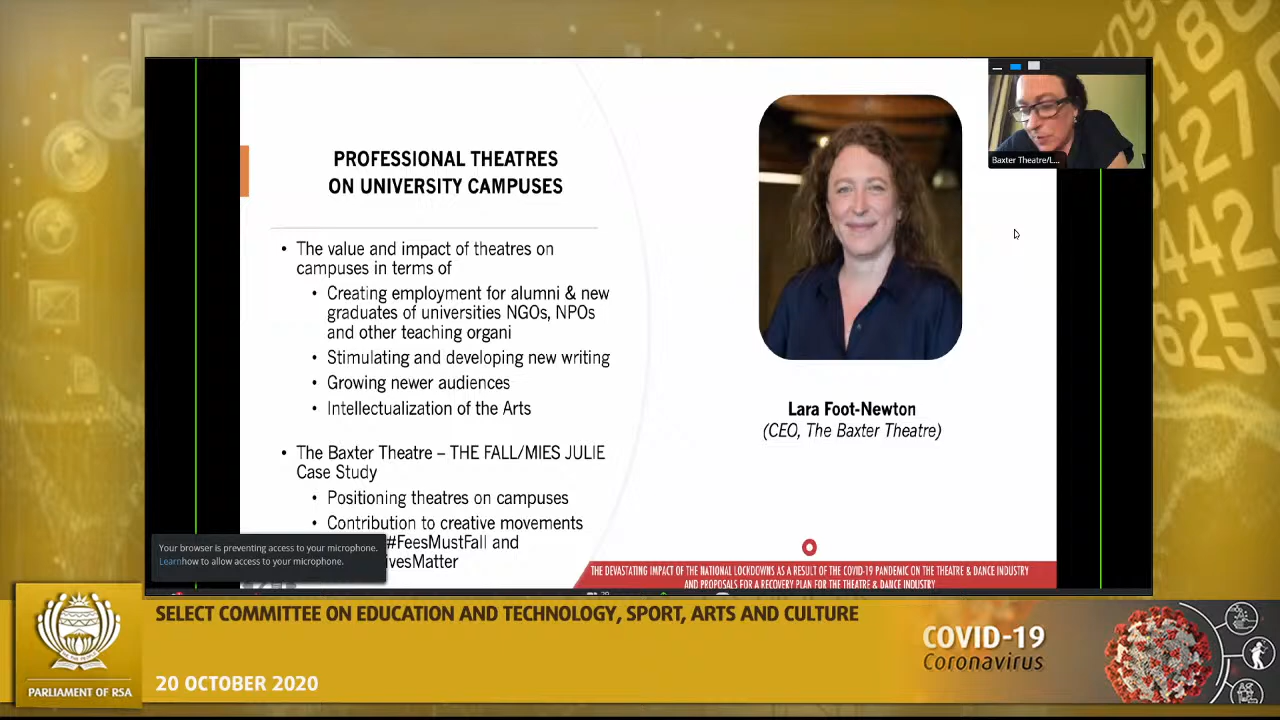 PROFESSIONAL THEATRES
ON UNIVERSITY CAMPUSES
• The value and impact of theatres on
campuses in terms of
• Creating employment for alumni & new
graduates of universities NGOs, NPOs
and other teaching organi
• Stimulating and developing new writing
• Growing newer audiences
• Intellectualization of the Arts
• The Baxter Theatre – THE FALL/MIES JULIE
Case Study
• Positioning theatres on campuses
• Contribution to creative movements
#FeesMustFall and
ivesMatter
Your browser is preventing access to your microphone.
Learnhow to allow access to your microphone.
Baxter Theatre/L...
Lara Foot-Newton
(CEO, The Baxter Theatre)
THE DEVASTATING IMPACT OF THE NATIONAL LOCKDOWNS AS A RESULT OF THE COVID-19 PANDEMIC ON THE THEATRE & DANCE INDUSTRY
AND PROPOSALS FOR A RECOVERY PLAN FOR THE THEATRE & DANCE INDUSTRY
SELECT COMMITTEE ON EDUCATION AND TECHNOLOGY, SPORT, ARTS AND CULTURE
20 OCTOBER 2020
PARLIAMENT OF RSA
COVID-19
Coronavirus